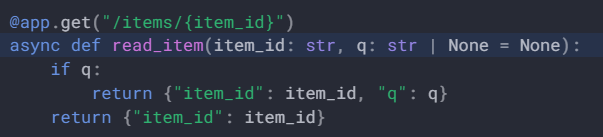 @app.get("/items/{item_id}")
async def read_item(item_id: str, q: str | None = None):
    if q:
        return {"item_id": item_id, "q": q}
    return {"item_id": item_id}